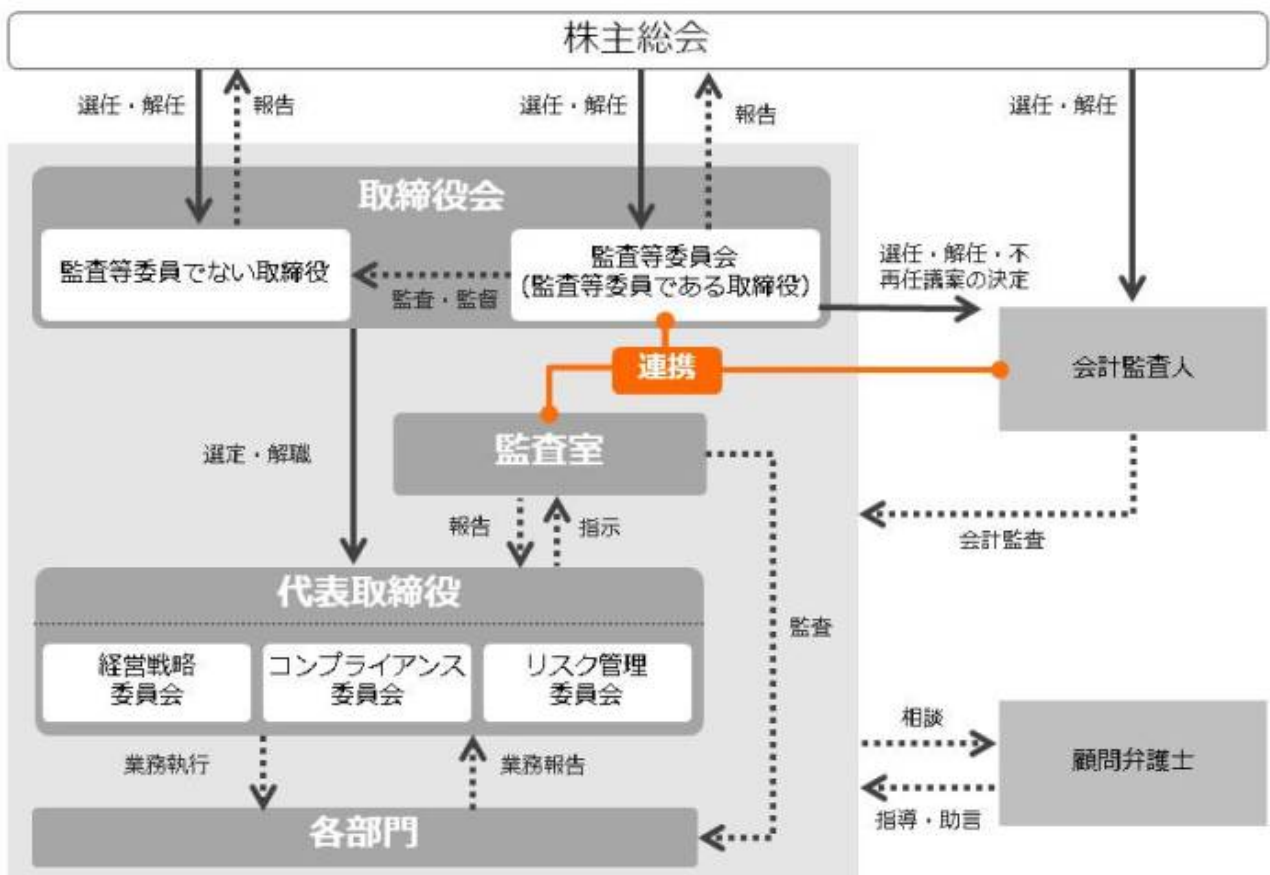 株主総会
選任・解任
報告
選任・解任
報告
選任・解任
取締役会
監査等委員でない取締役
監査・監督
監査等委員会
（監査等委員である取締役）
選任・解任・不
再任議案の決定
連携
会計監査人
監査室
選定・解職
報告
指示
会計監査
代表取締役
監査
経営戦略
委員会
コンプライアンス
委員会
リスク管理
委員会
相談
業務執行
業務報告
顧問弁護士
指導・助言
各部門